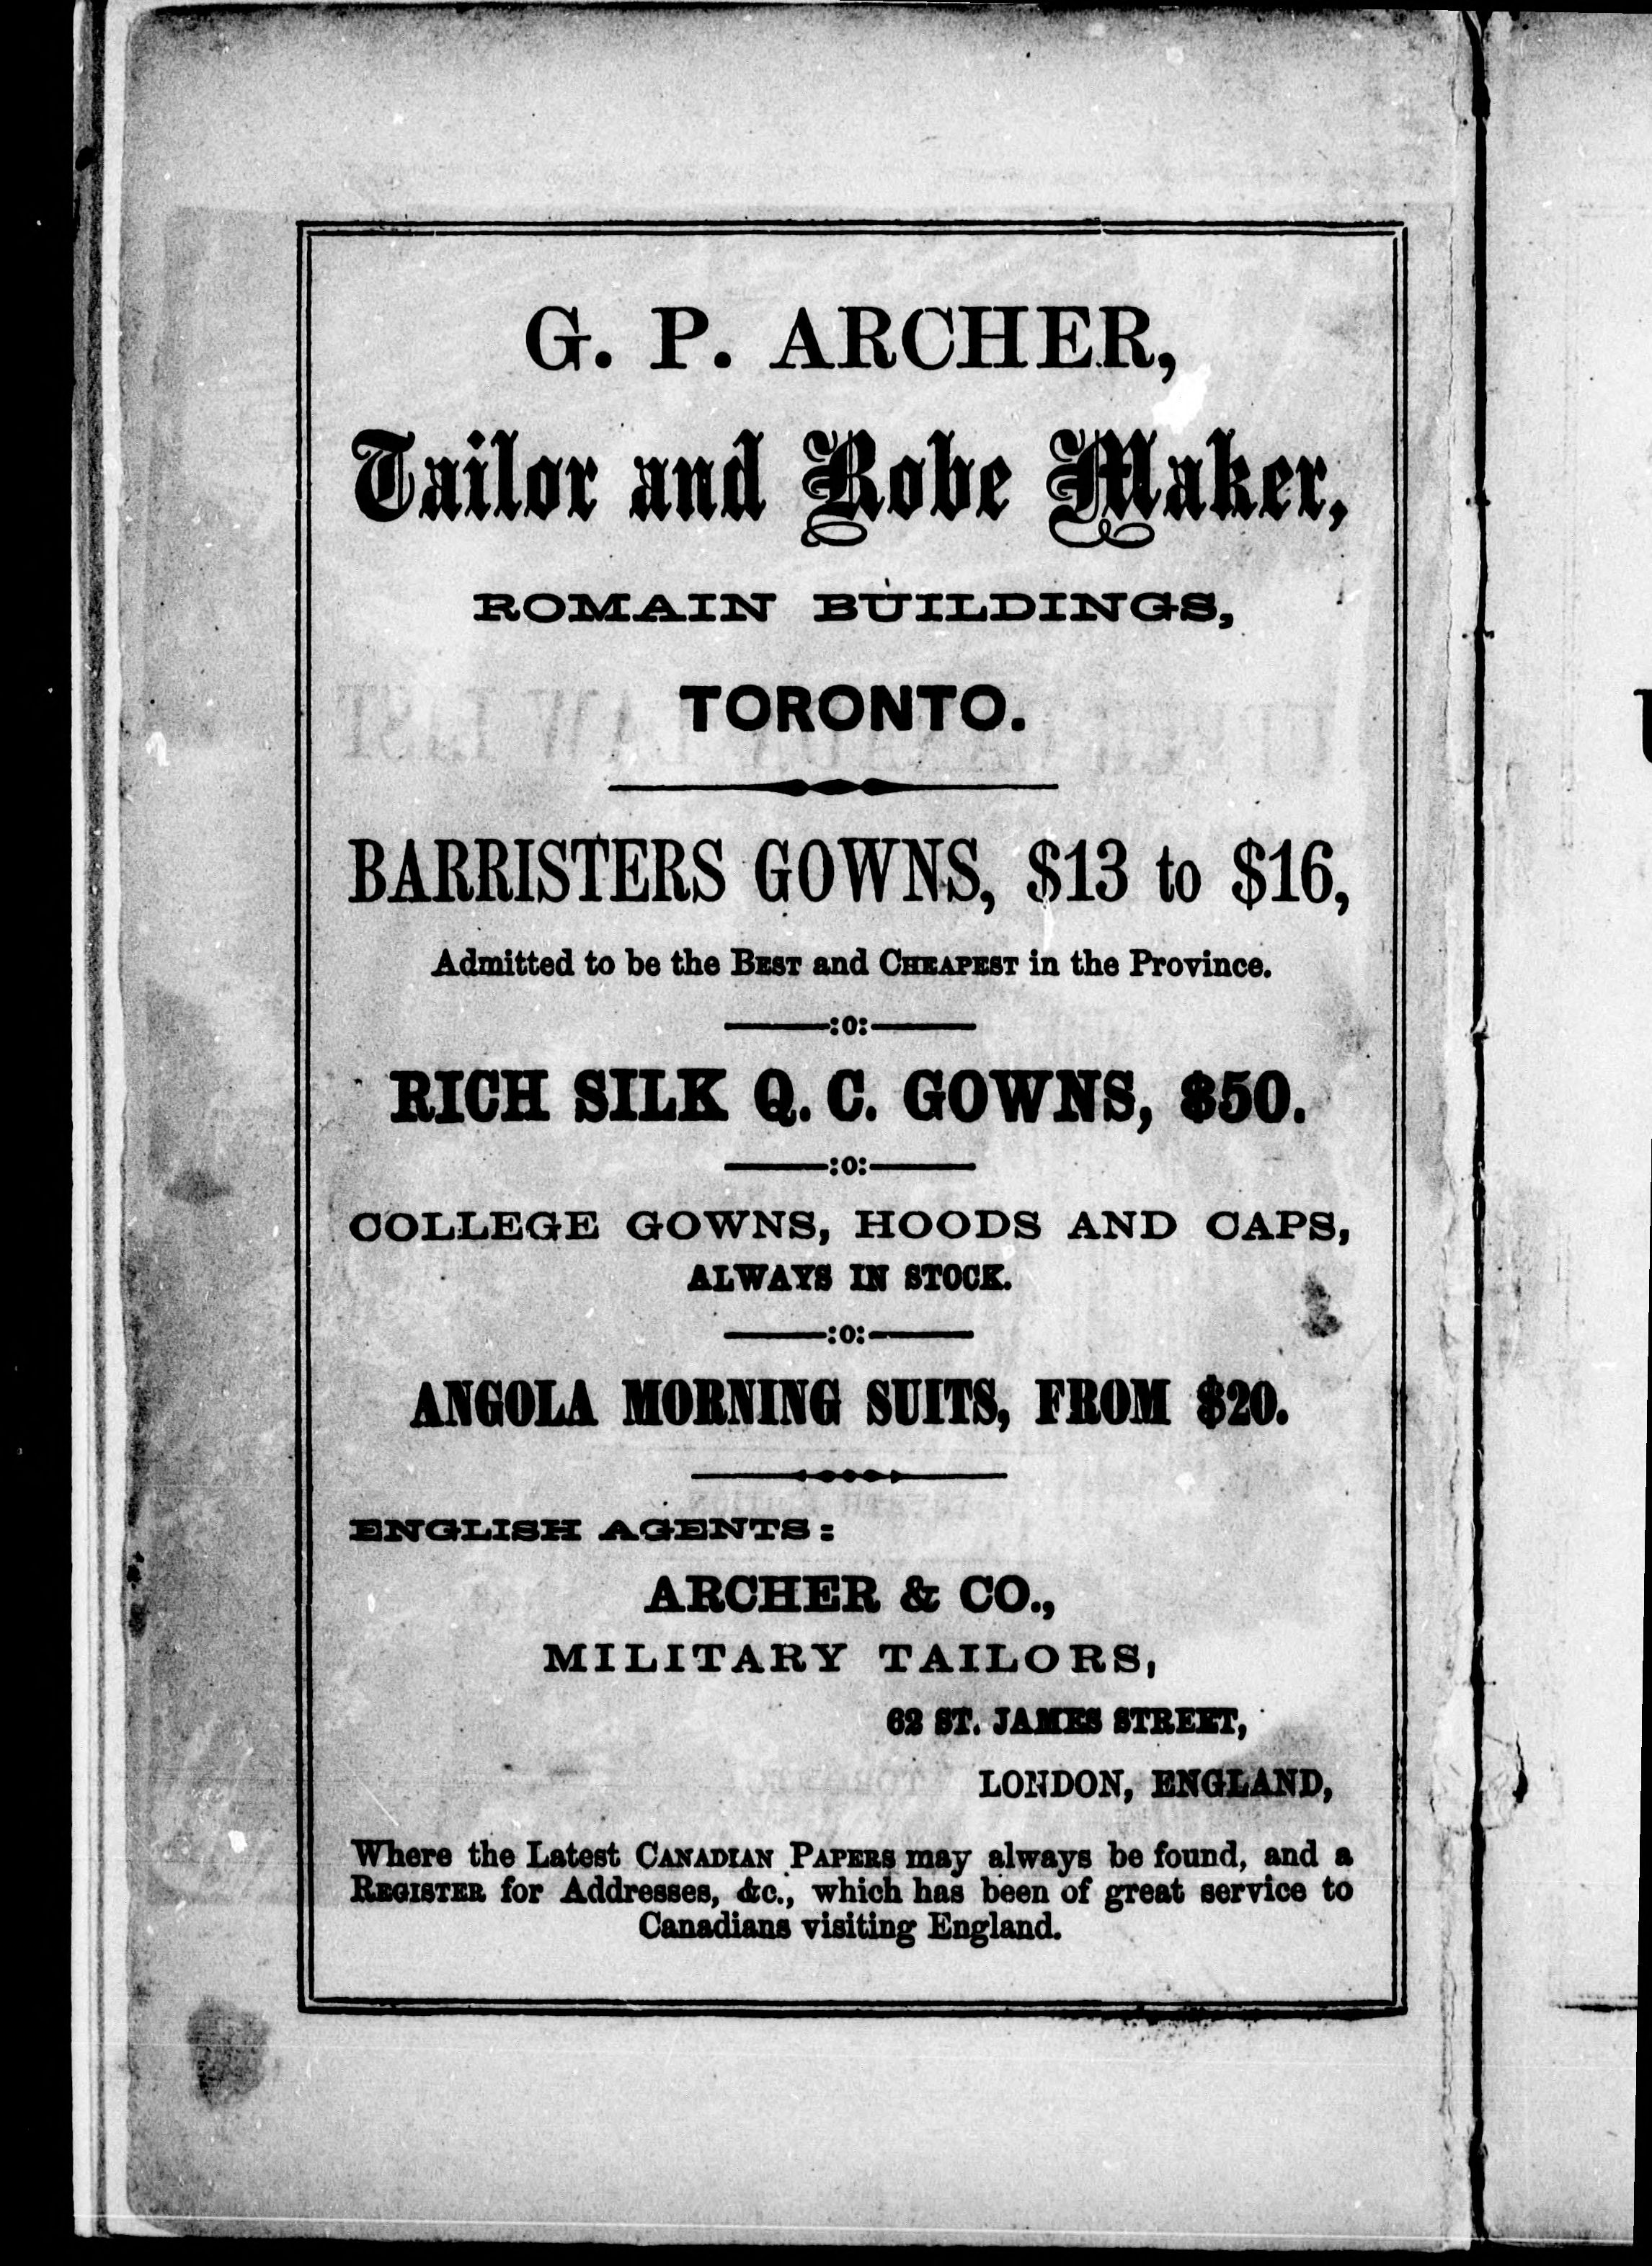 G. P. ARCHER,
Tailor and Robe Maker,
ROMAIN BUILDINGS,
TORONTO.
BARRISTERS GOWNS, $13 to $16,
Admitted to be the BEST and CHEAPEST in the Province.
:o:
RICH SILK Q. C. GOWNS, $50.
:o:
COLLEGE GOWNS, HOODS AND CAPS,
ALWAYS IN STOCK.
:o:
ANGOLA MORNING SUITS, FROM $20.
ENGLISH AGENTS:
ARCHER & CO.,
MILITARY TAILORS,
62 ST. JAMES STREET,
LONDON, ENGLAND,
Where the Latest CANADIAN PAPERS may always be found, and a
REGISTER for Addresses, &c., which has been of great service to
Canadians visiting England.